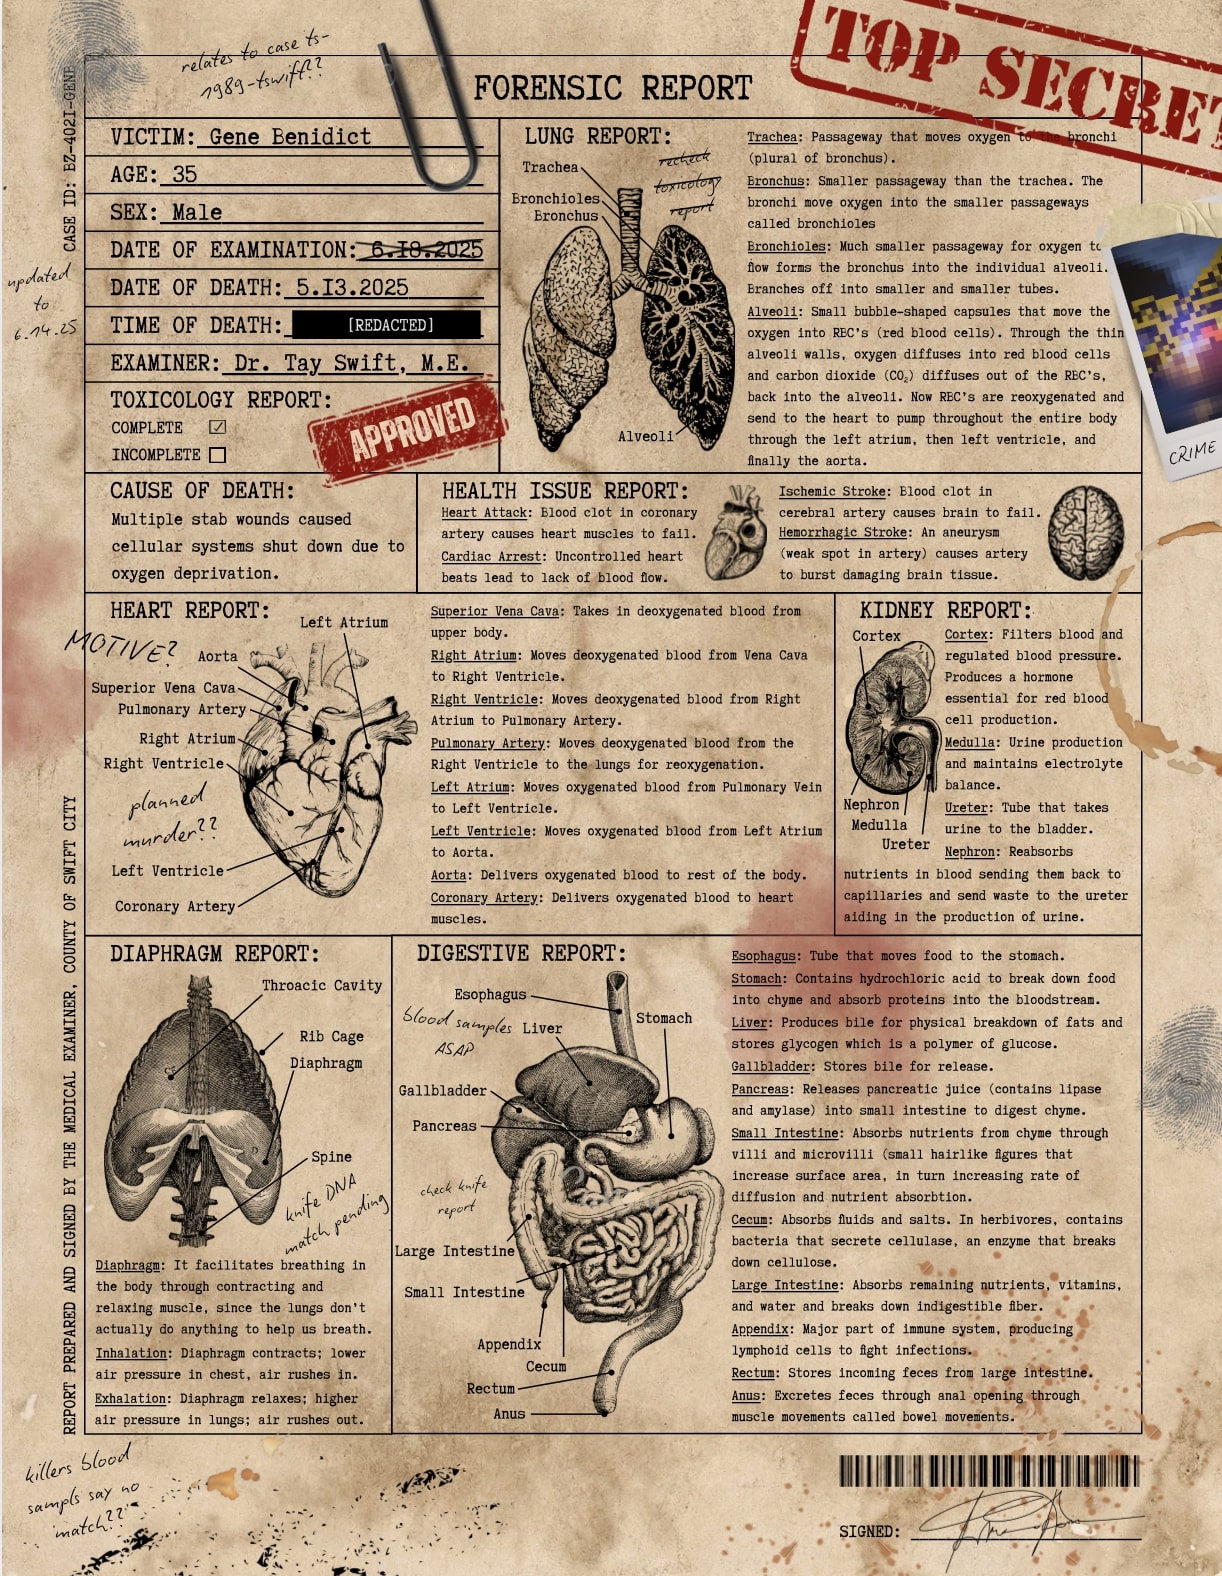 relates to case ts-
1989-tswift??
TOP SECRET
FORENSIC REPORT
CASE ID: BZ-402I-GENE
VICTIM: Gene Benidict
AGE: 35
SEX: Male
DATE OF EXAMINATION: 6.18.2025
DATE OF DEATH: 5.I3.2025
TIME OF DEATH: [REDACTED]
EXAMINER: Dr. Tay Swift, M.E.
TOXICOLOGY REPORT:
COMPLETE ☑
INCOMPLETE ☐
APPROVED
updated
to
6.14.25
LUNG REPORT:
recheck
toxicology
report
Trachea
Bronchioles
Bronchus
Alveoli
Trachea: Passageway that moves oxygen to the bronchi
(plural of bronchus).
Bronchus: Smaller passageway than the trachea. The
bronchi move oxygen into the smaller passageways
called bronchioles
Bronchioles: Much smaller passageway for oxygen to
flow forms the bronchus into the individual alveoli.
Branches off into smaller and smaller tubes.
Alveoli: Small bubble-shaped capsules that move the
oxygen into RBC's (red blood cells). Through the thin
alveoli walls, oxygen diffuses into red blood cells
and carbon dioxide (CO₂) diffuses out of the RBC's,
back into the alveoli. Now RBC's are reoxygenated and
send to the heart to pump throughout the entire body
through the left atrium, then left ventricle, and
finally the aorta.
CRIME
CAUSE OF DEATH:
Multiple stab wounds caused
cellular systems shut down due to
oxygen deprivation.
HEALTH ISSUE REPORT:
Heart Attack: Blood clot in coronary
artery causes heart muscles to fail.
Cardiac Arrest: Uncontrolled heart
beats lead to lack of blood flow.
Ischemic Stroke: Blood clot in
cerebral artery causes brain to fail.
Hemorrhagic Stroke: An aneurysm
(weak spot in artery) causes artery
to burst damaging brain tissue.
HEART REPORT:
MOTIVE?
Left Atrium
Aorta
Superior Vena Cava
Pulmonary Artery
Right Atrium
Right Ventricle
planned
murder??
Left Ventricle
Coronary Artery
Superior Vena Cava: Takes in deoxygenated blood from
upper body.
Right Atrium: Moves deoxygenated blood from Vena Cava
to Right Ventricle.
Right Ventricle: Moves deoxygenated blood from Right
Atrium to Pulmonary Artery.
Pulmonary Artery: Moves deoxygenated blood from the
Right Ventricle to the lungs for reoxygenation.
Left Atrium: Moves oxygenated blood from Pulmonary Vein
to Left Ventricle.
Left Ventricle: Moves oxygenated blood from Left Atrium
to Aorta.
Aorta: Delivers oxygenated blood to rest of the body.
Coronary Artery: Delivers oxygenated blood to heart
muscles.
KIDNEY REPORT:
Cortex
Nephron
Medulla
Ureter
Cortex: Filters blood and
regulated blood pressure.
Produces a hormone
essential for red blood
cell production.
Medulla: Urine production
and maintains electrolyte
balance.
Ureter: Tube that takes
urine to the bladder.
Nephron: Reabsorbs
nutrients in blood sending them back to
capillaries and send waste to the ureter
aiding in the production of urine.
DIAPHRAGM REPORT:
Throacic Cavity
Rib Cage
Diaphragm
Spine
knife DNA
match pending
Diaphragm: It facilitates breathing in
the body through contracting and
relaxing muscle, since the lungs don't
actually do anything to help us breath.
Inhalation: Diaphragm contracts; lower
air pressure in chest, air rushes in.
Exhalation: Diaphragm relaxes; higher
air pressure in lungs; air rushes out.
DIGESTIVE REPORT:
Esophagus
blood samples
ASAP
Liver
Stomach
Gallbladder
Pancreas
check knife
report
Large Intestine
Small Intestine
Appendix
Cecum
Rectum
Anus
Esophagus: Tube that moves food to the stomach.
Stomach: Contains hydrochloric acid to break down food
into chyme and absorb proteins into the bloodstream.
Liver: Produces bile for physical breakdown of fats and
stores glycogen which is a polymer of glucose.
Gallbladder: Stores bile for release.
Pancreas: Releases pancreatic juice (contains lipase
and amylase) into small intestine to digest chyme.
Small Intestine: Absorbs nutrients from chyme through
villi and microvilli (small hairlike figures that
increase surface area, in turn increasing rate of
diffusion and nutrient absorbtion.
Cecum: Absorbs fluids and salts. In herbivores, contains
bacteria that secrete cellulase, an enzyme that breaks
down cellulose.
Large Intestine: Absorbs remaining nutrients, vitamins,
and water and breaks down indigestible fiber.
Appendix: Major part of immune system, producing
lymphoid cells to fight infections.
Rectum: Stores incoming feces from large intestine.
Anus: Excretes feces through anal opening through
muscle movements called bowel movements.
REPORT PREPARED AND SIGNED BY THE MEDICAL EXAMINER, COUNTY OF SWIFT CITY
killers blood
sampls say no
match??
SIGNED: